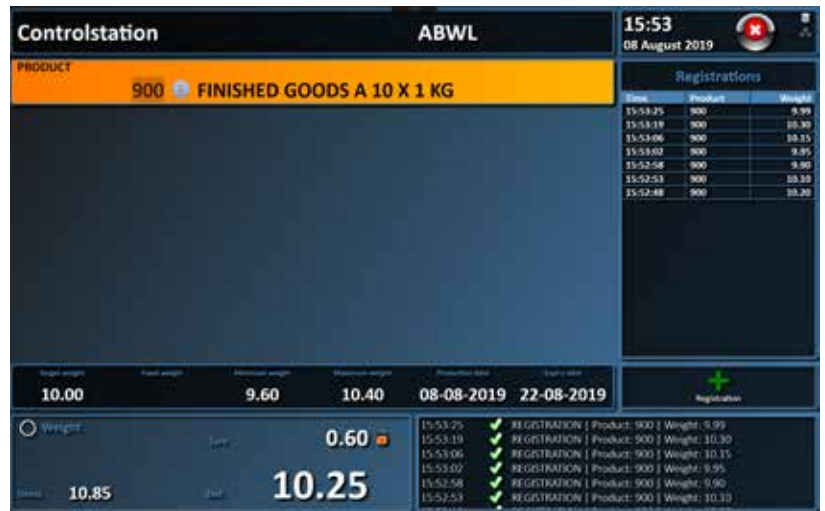 Controlstation ABWL
15:53
08 August 2019
PRODUCT
900 FINISHED GOODS A 10 X 1 KG
Registrations
Time Product Weight
15:53:25 900 9.99
15:53:19 900 10.30
15:53:06 900 10.15
15:53:02 900 9.95
15:52:58 900 9.90
15:52:53 900 10.10
15:52:48 900 10.20
Target weight Fixed weight Minimum weight Maximum weight Production date Expiry date
10.00 9.60 10.40 08-08-2019 22-08-2019
Registration
Weight
Tare 0.60
Gross 10.85 Net 10.25
15:53:25 REGISTRATION | Product: 900 | Weight: 9.99
15:53:19 REGISTRATION | Product: 900 | Weight: 10.30
15:53:06 REGISTRATION | Product: 900 | Weight: 10.15
15:53:02 REGISTRATION | Product: 900 | Weight: 9.95
15:52:58 REGISTRATION | Product: 900 | Weight: 9.90
15:52:53 REGISTRATION | Product: 900 | Weight: 10.10